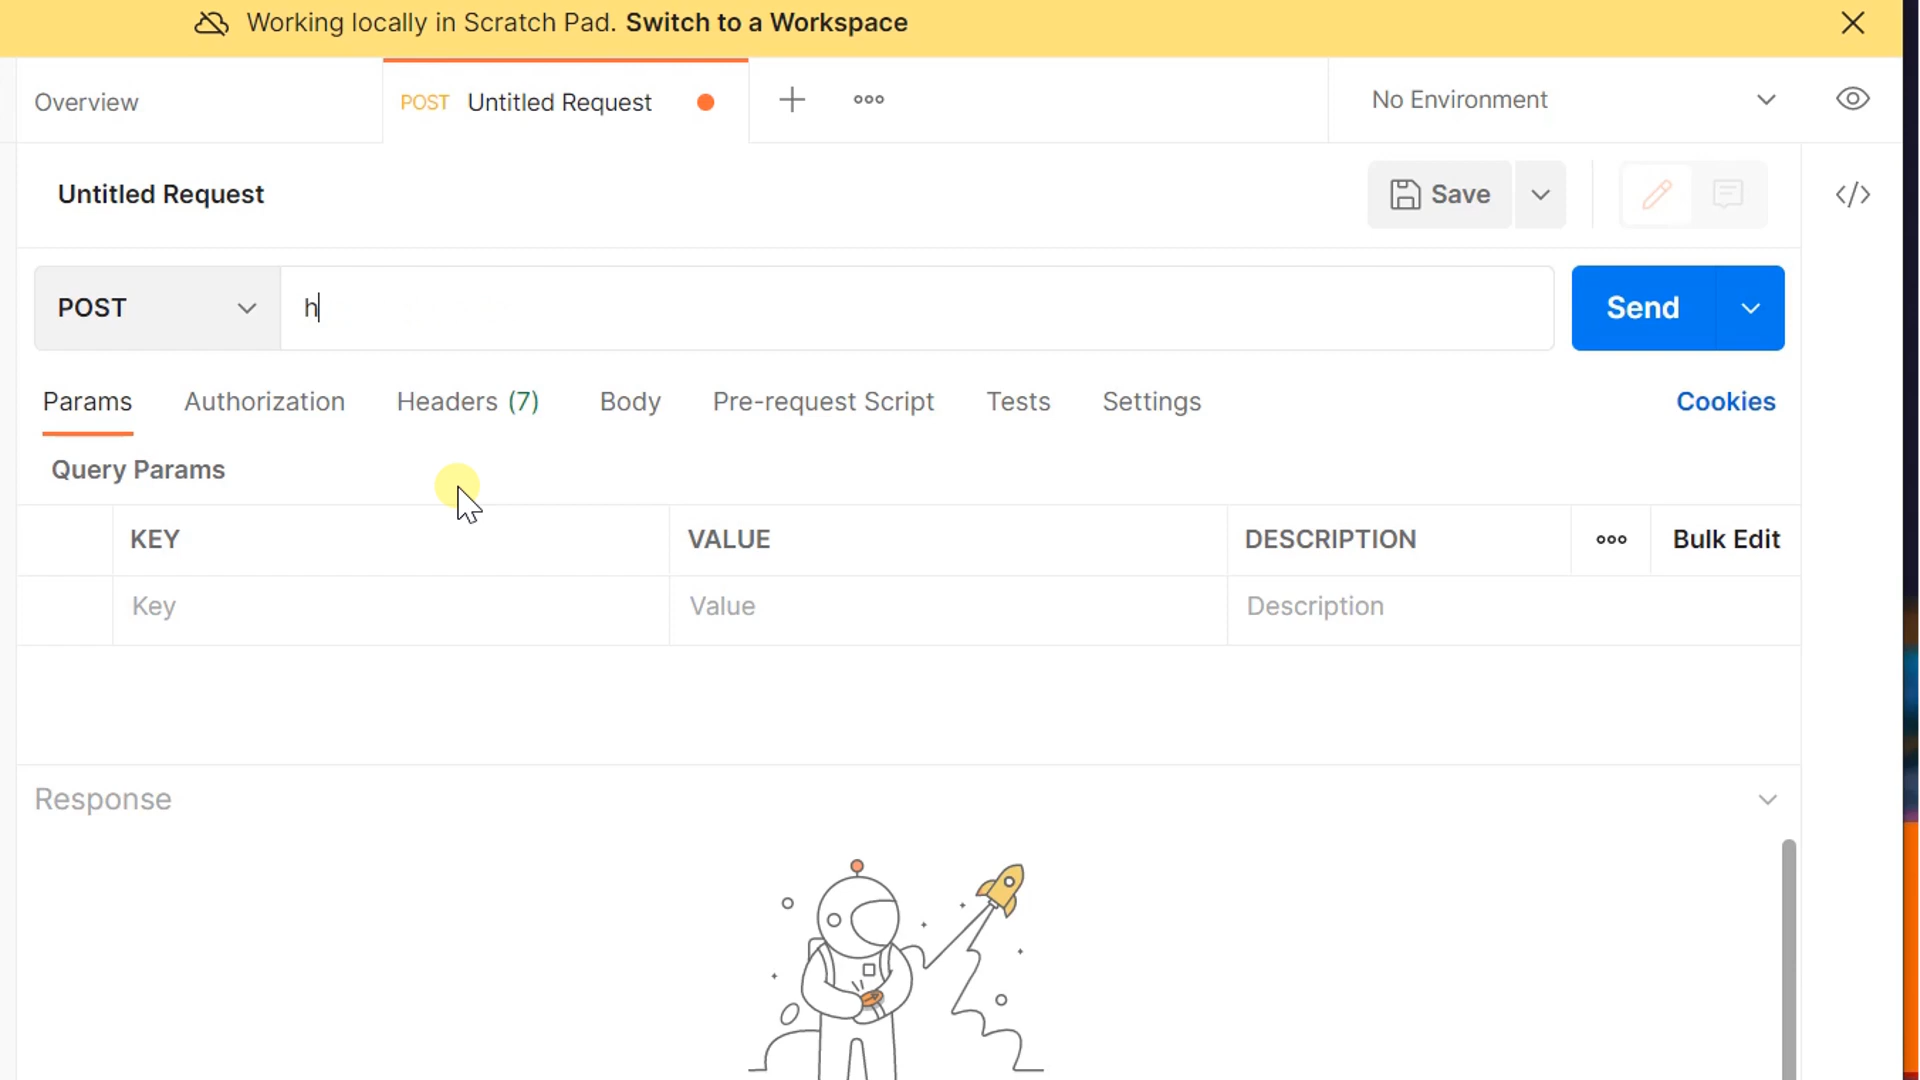 Working locally in Scratch Pad. Switch to a Workspace
Overview
POST Untitled Request
No Environment
Untitled Request
Save
POST
h
Send
Params Authorization Headers (7) Body Pre-request Script Tests Settings Cookies
Query Params
KEY VALUE DESCRIPTION Bulk Edit
Key Value Description
Response